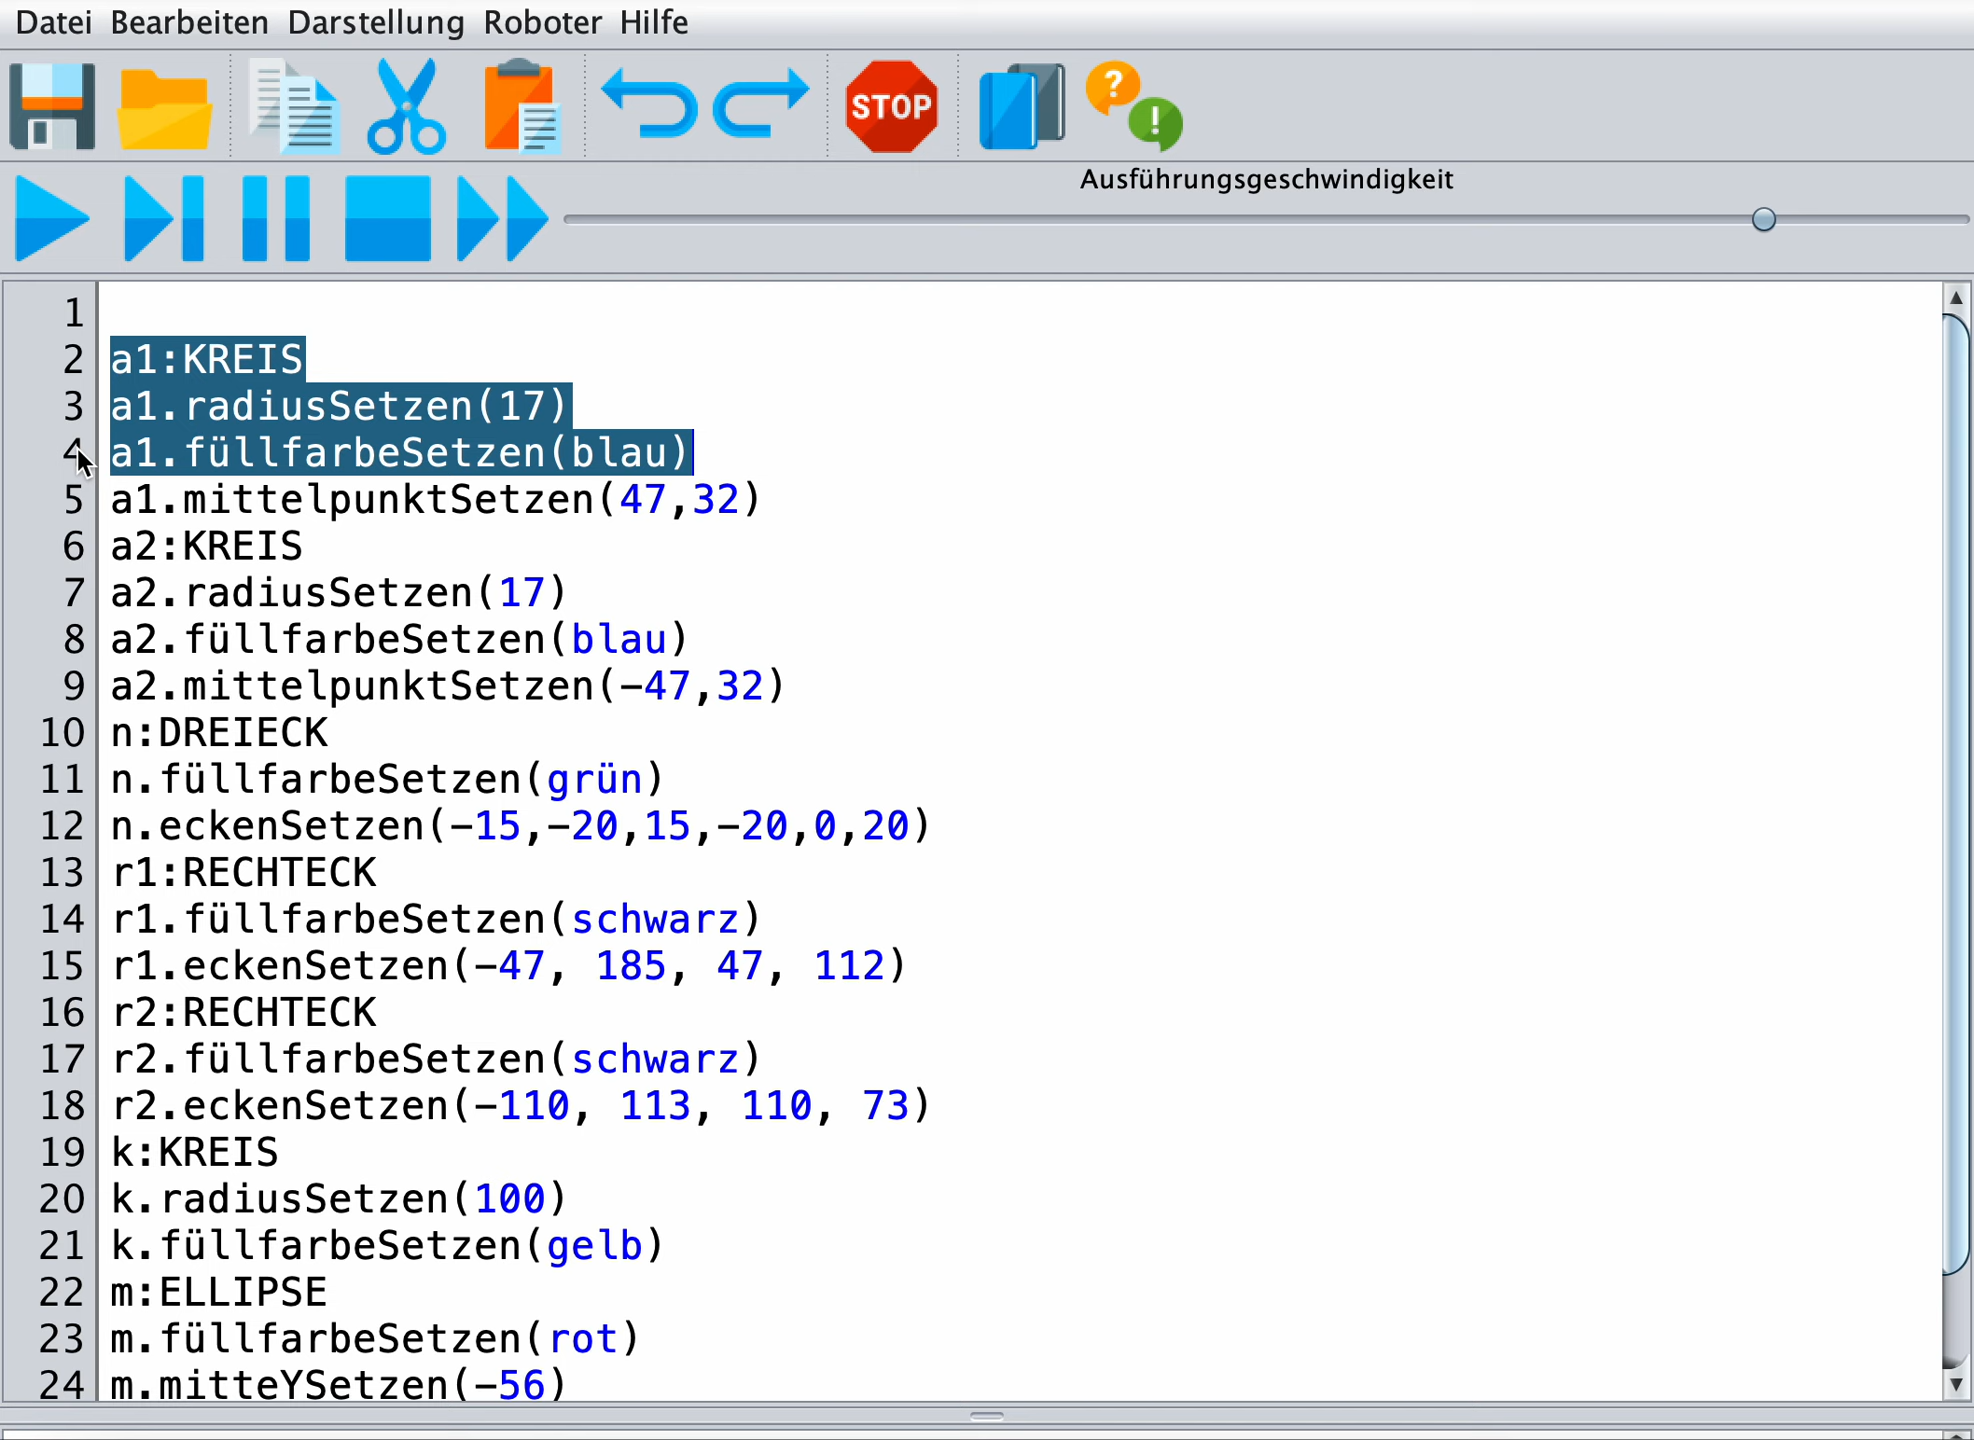 Datei Bearbeiten Darstellung Roboter Hilfe
STOP
? !
Ausführungsgeschwindigkeit
1
2 a1:KREIS
3 a1.radiusSetzen(17)
4 a1.füllfarbeSetzen(blau)
5 a1.mittelpunktSetzen(47,32)
6 a2:KREIS
7 a2.radiusSetzen(17)
8 a2.füllfarbeSetzen(blau)
9 a2.mittelpunktSetzen(-47,32)
10 n:DREIECK
11 n.füllfarbeSetzen(grün)
12 n.eckenSetzen(-15,-20,15,-20,0,20)
13 r1:RECHTECK
14 r1.füllfarbeSetzen(schwarz)
15 r1.eckenSetzen(-47, 185, 47, 112)
16 r2:RECHTECK
17 r2.füllfarbeSetzen(schwarz)
18 r2.eckenSetzen(-110, 113, 110, 73)
19 k:KREIS
20 k.radiusSetzen(100)
21 k.füllfarbeSetzen(gelb)
22 m:ELLIPSE
23 m.füllfarbeSetzen(rot)
24 m.mitteYSetzen(-56)